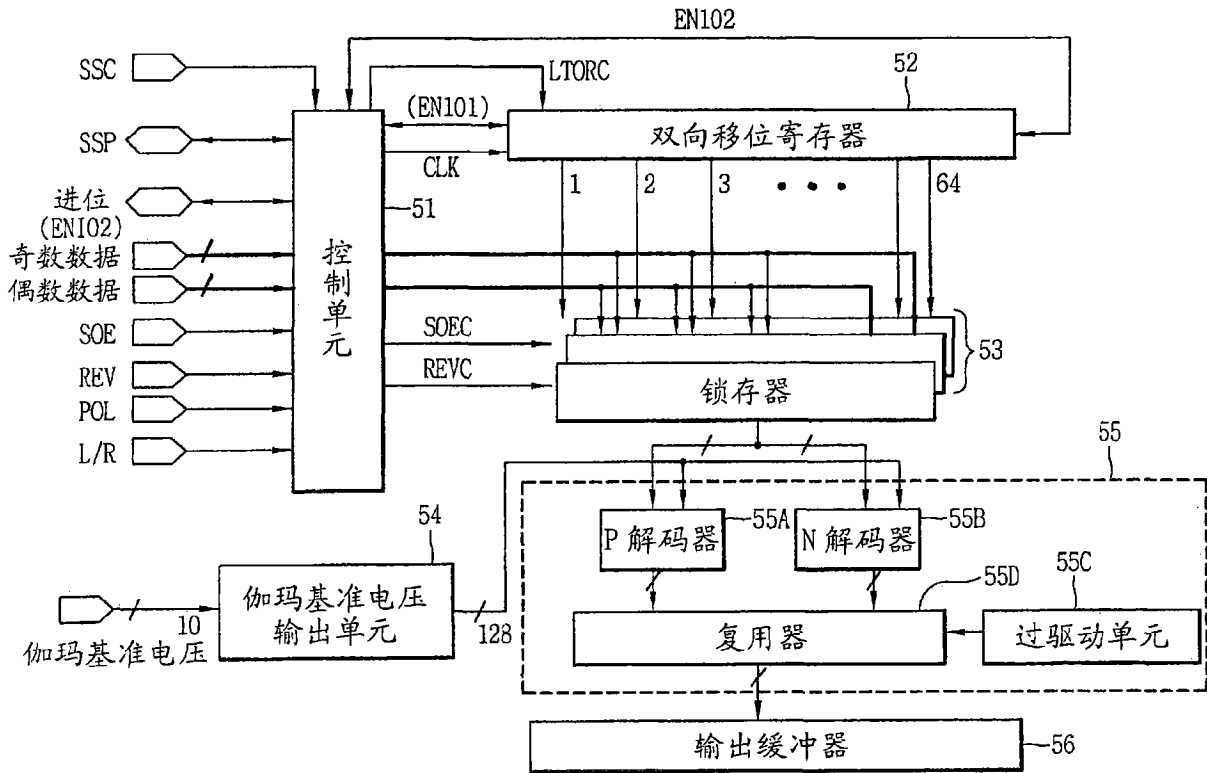 EN102
SSC
LTORC
52
SSP
(EN101)
双向移位寄存器
CLK
进位
(ENI02)
51
1
2
3
64
奇数数据
偶数数据
控制单元
SOE
SOEC
53
REV
REVC
锁存器
POL
L/R
55
54
P 解码器
55A
N 解码器
55B
伽玛基准电压
输出单元
10
128
伽玛基准电压
55D
55C
复用器
过驱动单元
输出缓冲器
56